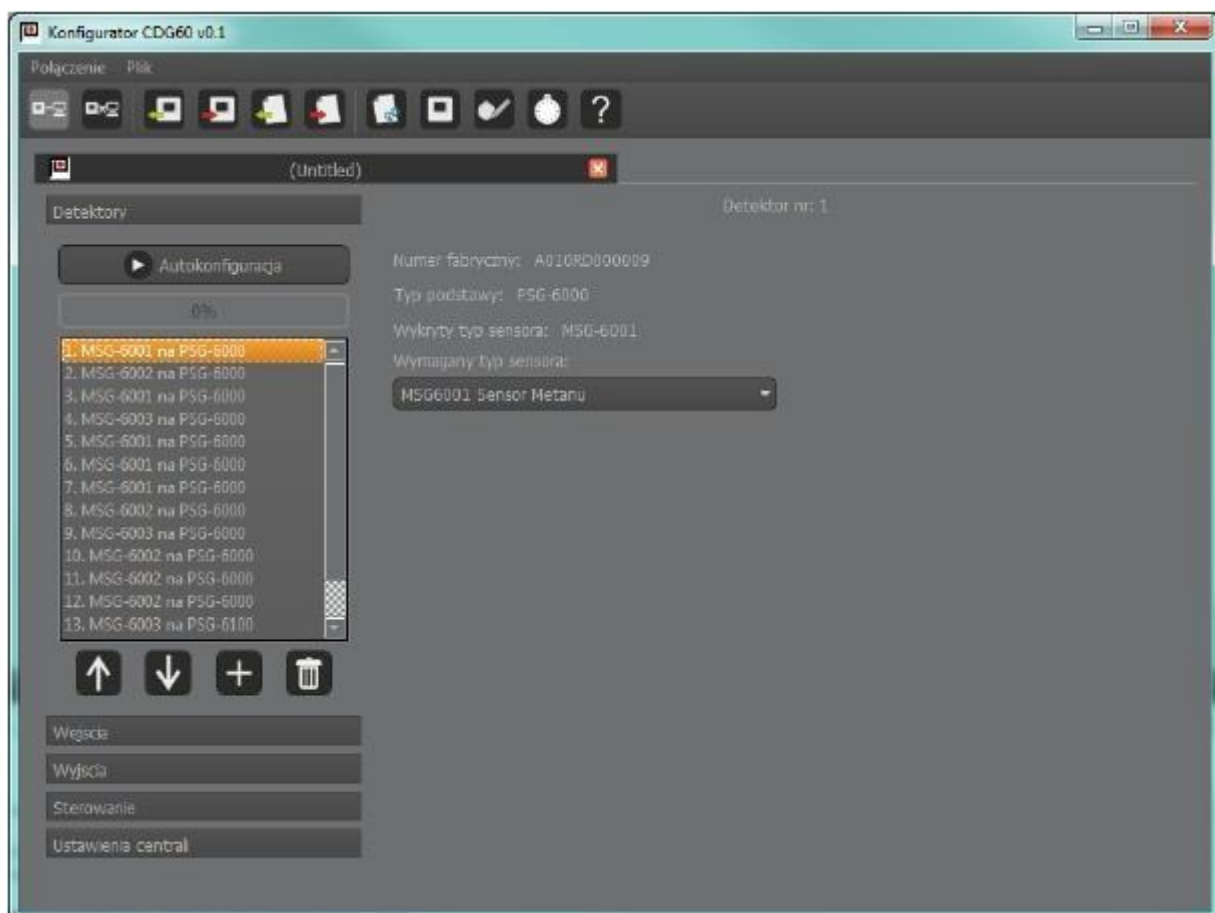 Konfigurator CDG60 v0.1
Połączenie Plik
?
(Untitled)
Detektory
Detektor nr: 1
Autokonfiguracja
0%
Numer fabryczny: A010RD000009
Typ podstawy: PSG-6000
Wykryty typ sensora: MSG-6001
Wymagany typ sensora:
MSG6001 Sensor Metanu
1. MSG-6001 na PSG-6000
2. MSG-6002 na PSG-6000
3. MSG-6001 na PSG-6000
4. MSG-6003 na PSG-6000
5. MSG-6001 na PSG-6000
6. MSG-6001 na PSG-6000
7. MSG-6001 na PSG-6000
8. MSG-6002 na PSG-6000
9. MSG-6003 na PSG-6000
10. MSG-6002 na PSG-6000
11. MSG-6002 na PSG-6000
12. MSG-6002 na PSG-6000
13. MSG-6003 na PSG-6100
Wejscia
Wyjscia
Sterowanie
Ustawienia centrali